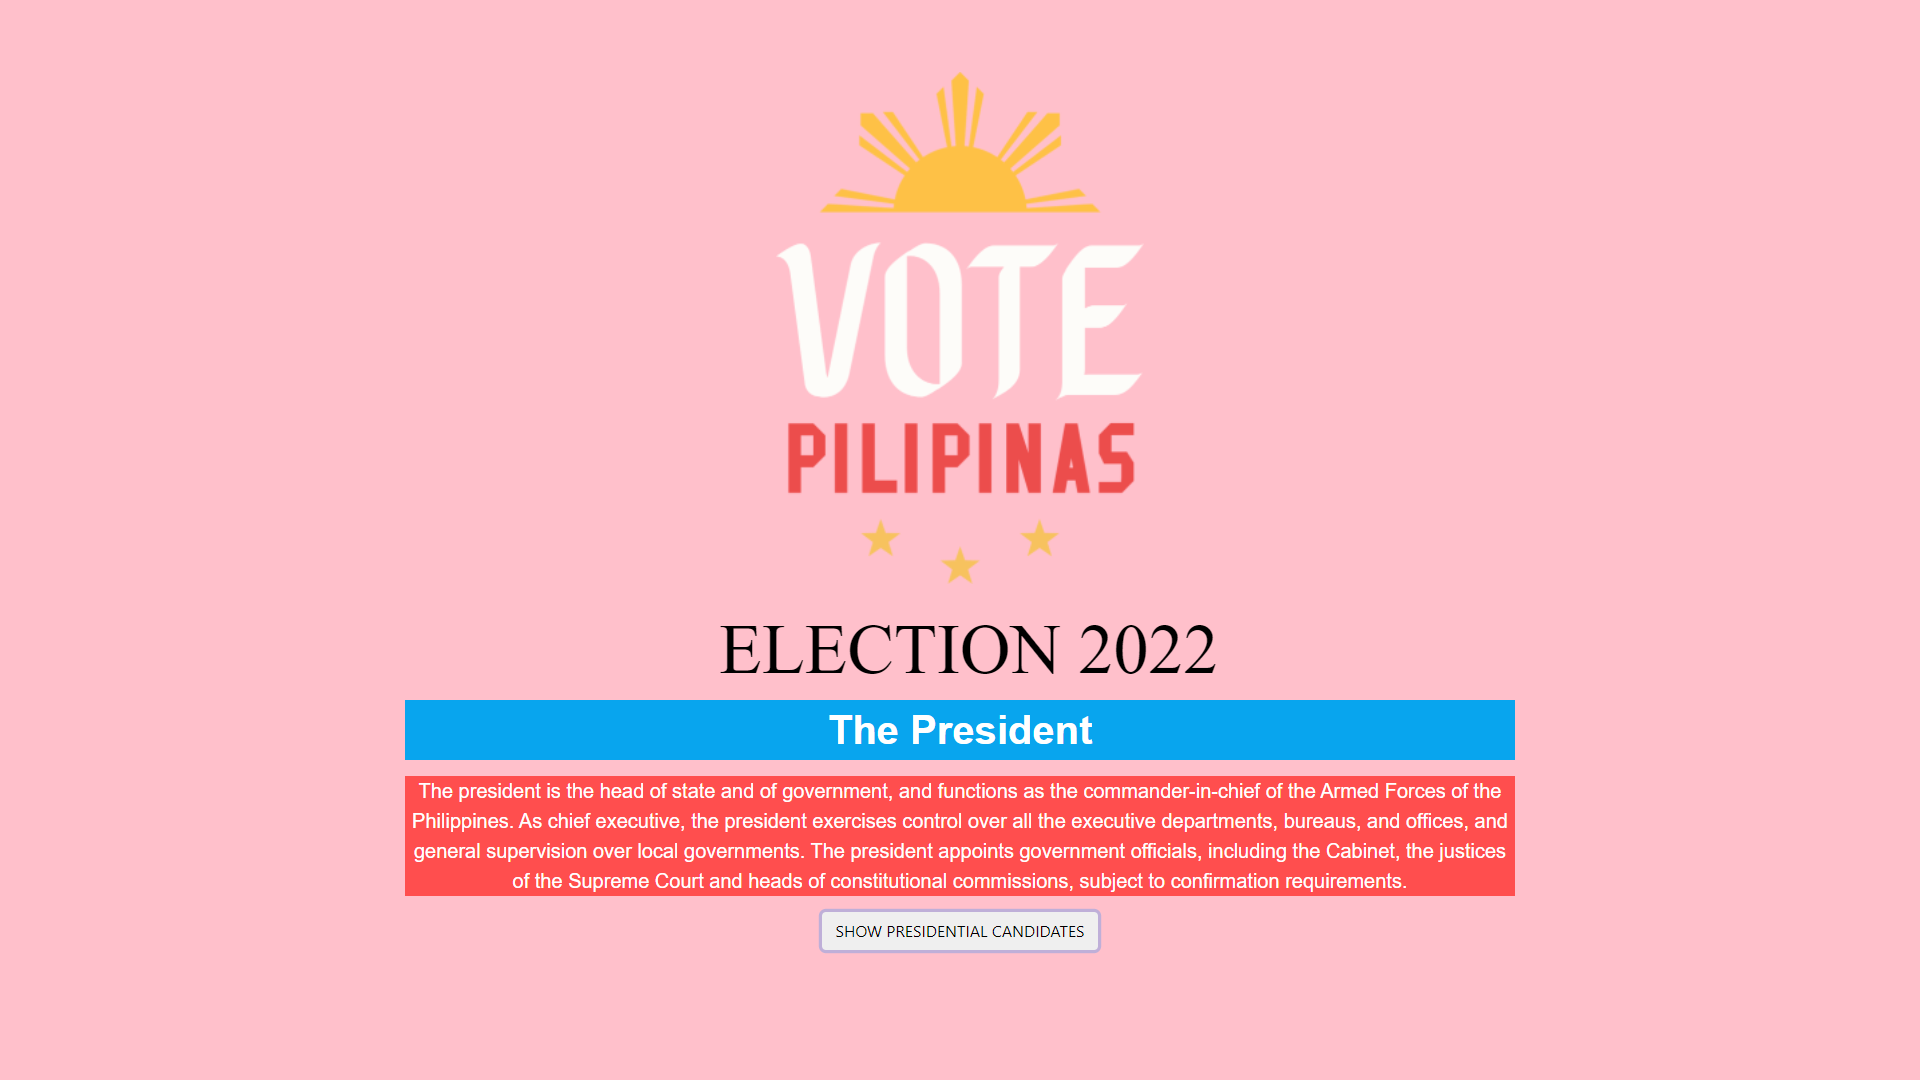 VOTE
PILIPINAS
ELECTION 2022
The President
The president is the head of state and of government, and functions as the commander-in-chief of the Armed Forces of the
Philippines. As chief executive, the president exercises control over all the executive departments, bureaus, and offices, and
general supervision over local governments. The president appoints government officials, including the Cabinet, the justices
of the Supreme Court and heads of constitutional commissions, subject to confirmation requirements.
SHOW PRESIDENTIAL CANDIDATES